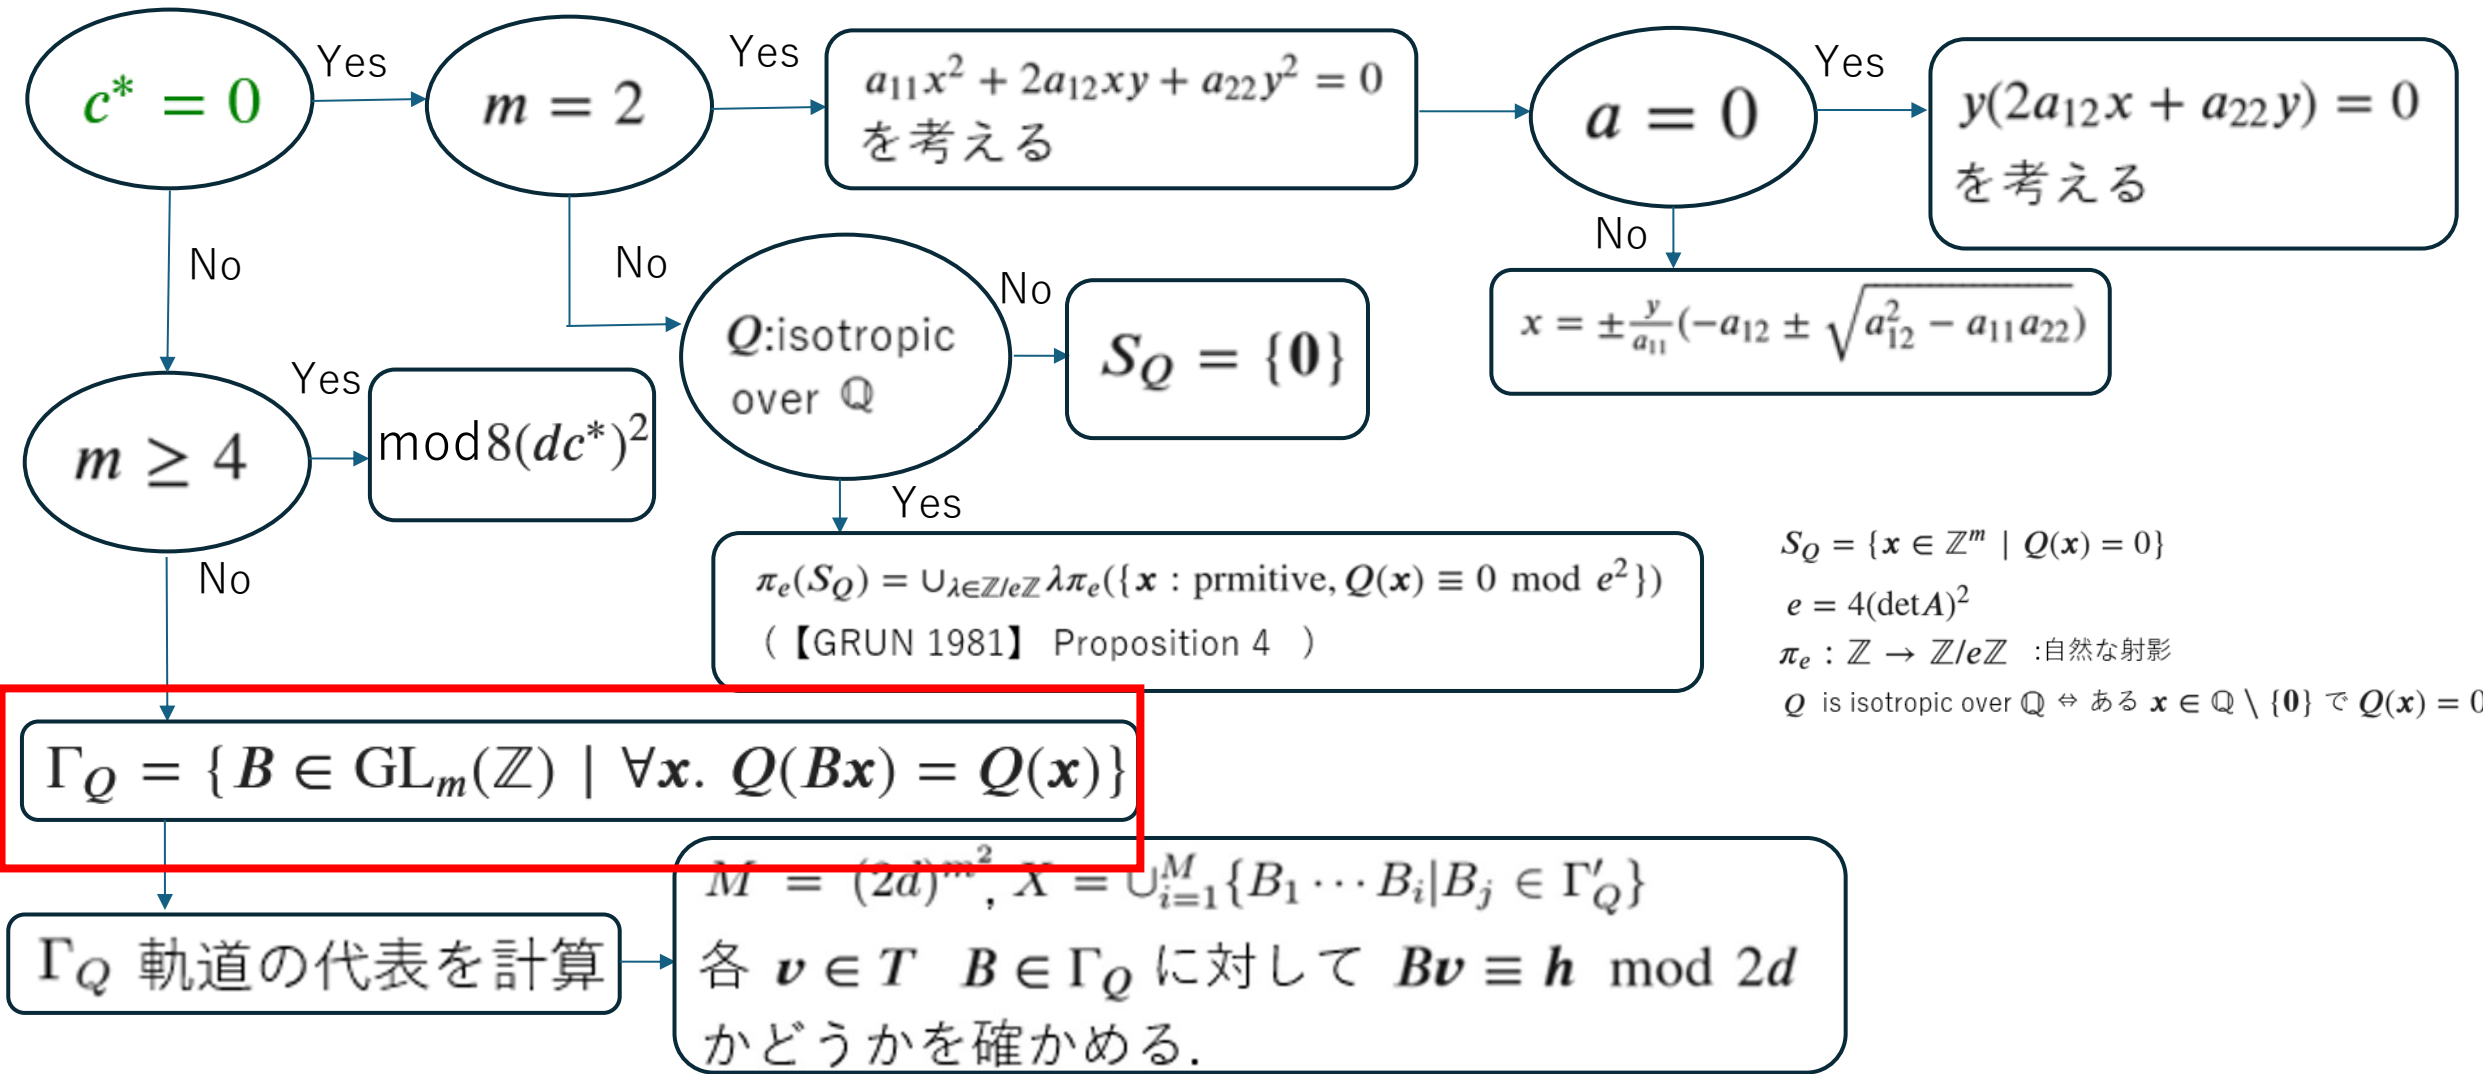 c* = 0
Yes
m = 2
Yes
a₁₁x² + 2a₁₂xy + a₂₂y² = 0
を考える
a = 0
Yes
y(2a₁₂x + a₂₂y) = 0
を考える
No
No
No
x = ± y/a₁₁ (−a₁₂ ± √(a₁₂² − a₁₁a₂₂))
Q:isotropic
over ℚ
No
S_Q = {𝟎}
m ≥ 4
Yes
mod8(dc*)²
Yes
No
π_e(S_Q) = ∪_{λ∈ℤ/eℤ} λπ_e({𝒙 : prmitive, Q(𝒙) ≡ 0 mod e²})
(【GRUN 1981】 Proposition 4 )
S_Q = {𝒙 ∈ ℤᵐ | Q(𝒙) = 0}
e = 4(detA)²
π_e : ℤ → ℤ/eℤ :自然な射影
Q is isotropic over ℚ ⇔ ある 𝒙 ∈ ℚ \ {𝟎} で Q(𝒙) = 0
Γ_Q = {B ∈ GL_m(ℤ) | ∀𝒙. Q(B𝒙) = Q(𝒙)}
Γ_Q 軌道の代表を計算
M = (2d)^{m²}, X = ∪_{i=1}^{M} {B₁ ⋯ B_i|B_j ∈ Γ′_Q}
各 𝒗 ∈ T B ∈ Γ_Q に対して B𝒗 ≡ 𝒉 mod 2d
かどうかを確かめる.